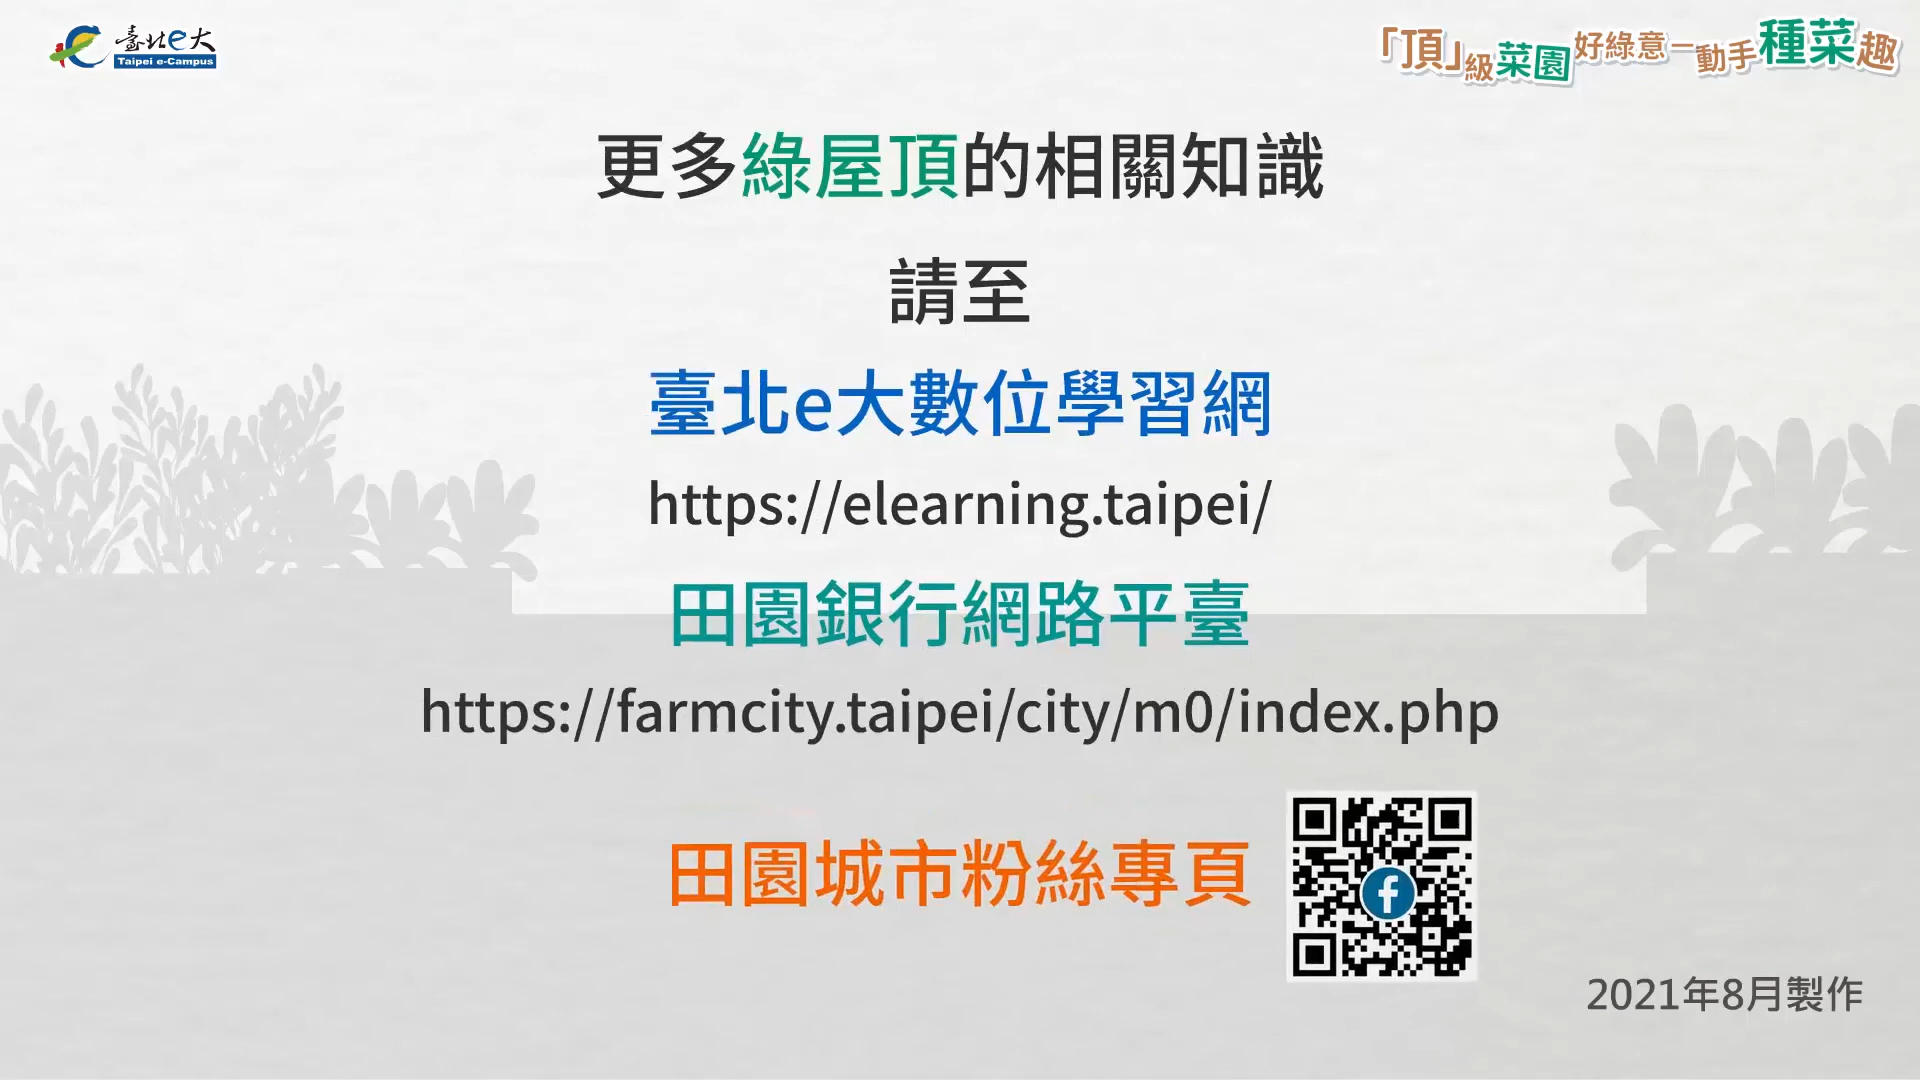 臺北e大
Taipei e-Campus
「頂」級菜園好綠意－動手種菜趣
更多綠屋頂的相關知識
請至
臺北e大數位學習網
https://elearning.taipei/
田園銀行網路平臺
https://farmcity.taipei/city/m0/index.php
田園城市粉絲專頁
f
2021年8月製作